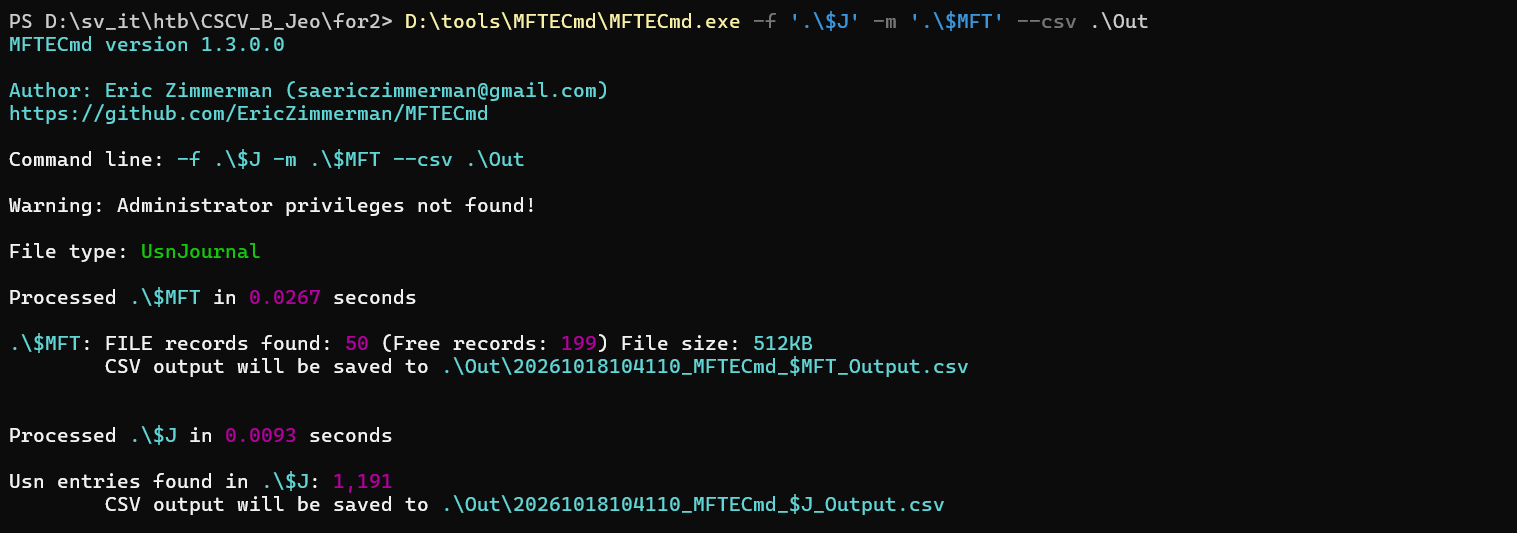 PS D:\sv_it\htb\CSCV_B_Jeo\for2> D:\tools\MFTECmd\MFTECmd.exe -f '.\$J' -m '.\$MFT' --csv .\Out
MFTECmd version 1.3.0.0
Author: Eric Zimmerman (saericzimmerman@gmail.com)
https://github.com/EricZimmerman/MFTECmd
Command line: -f .\$J -m .\$MFT --csv .\Out
Warning: Administrator privileges not found!
File type: UsnJournal
Processed .\$MFT in 0.0267 seconds
.\$MFT: FILE records found: 50 (Free records: 199) File size: 512KB
        CSV output will be saved to .\Out\20261018104110_MFTECmd_$MFT_Output.csv
Processed .\$J in 0.0093 seconds
Usn entries found in .\$J: 1,191
        CSV output will be saved to .\Out\20261018104110_MFTECmd_$J_Output.csv